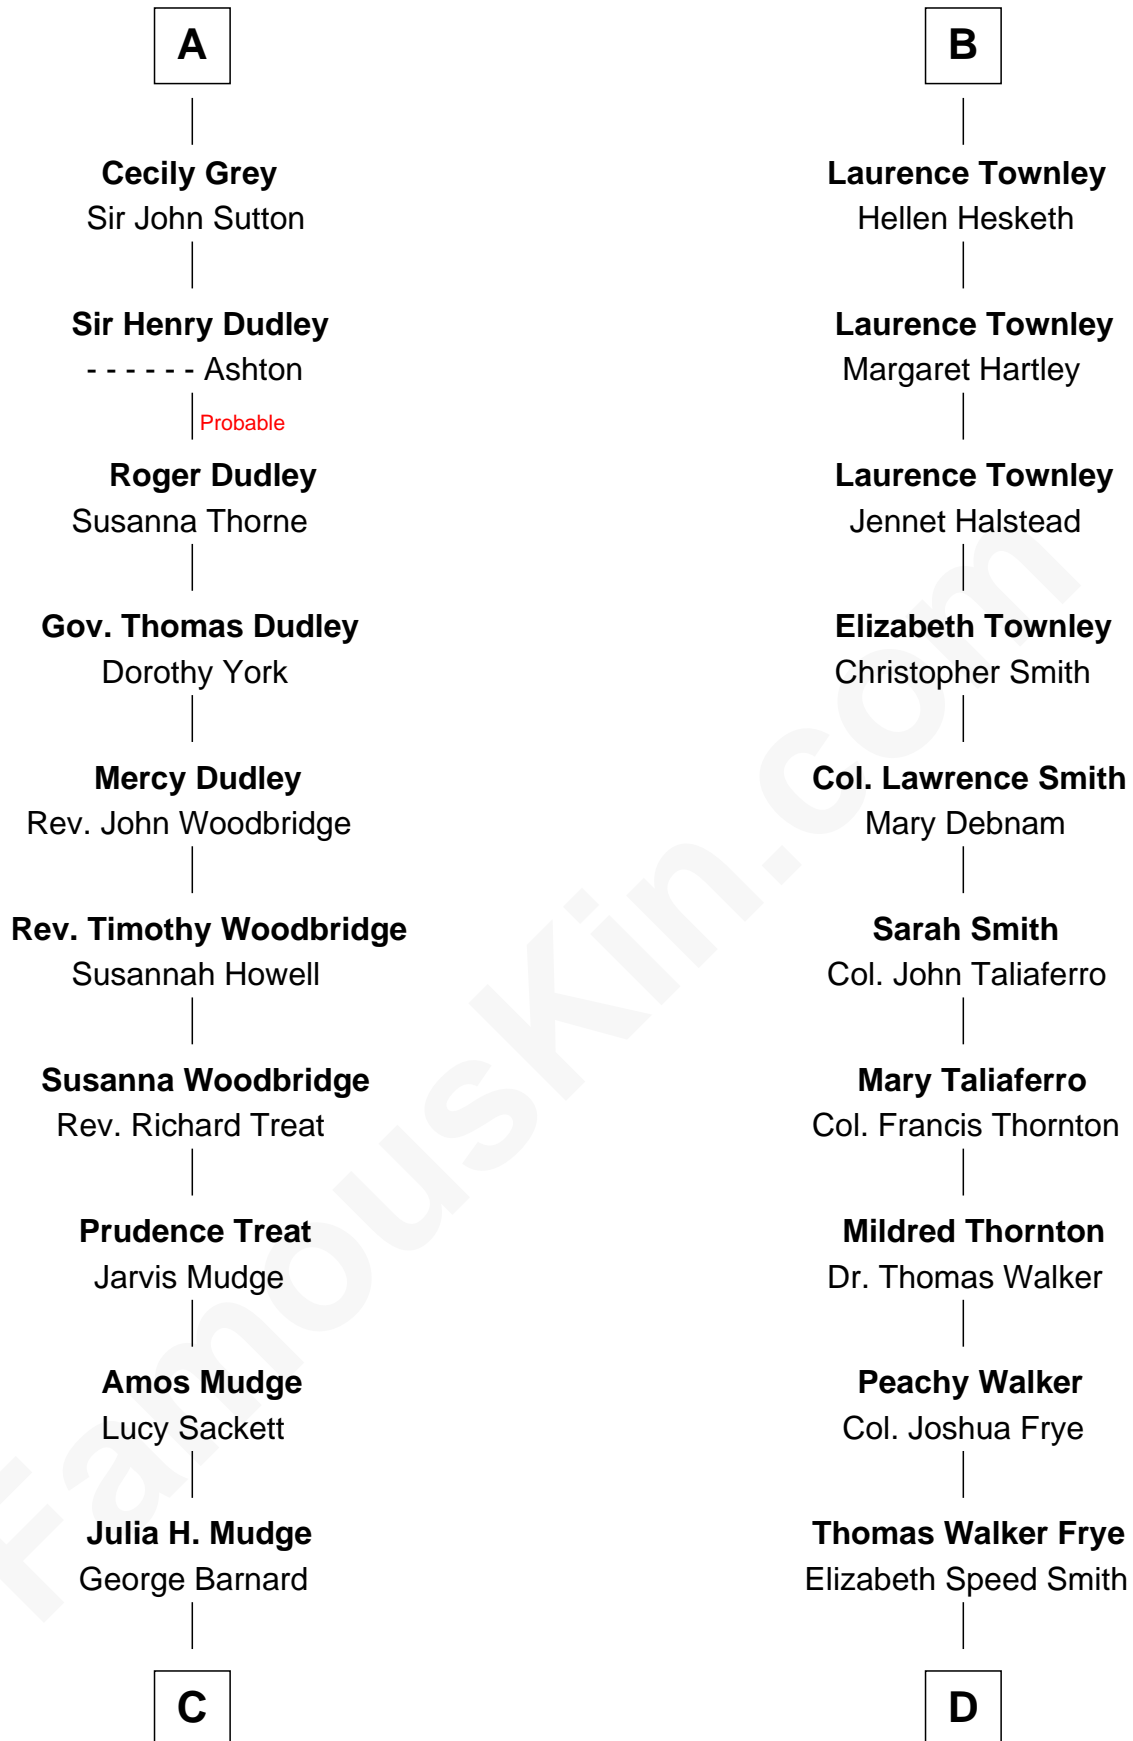 A
Cecily Grey
Sir John Sutton
Sir Henry Dudley
- - - - - - Ashton
Probable
Roger Dudley
Susanna Thorne
Gov. Thomas Dudley
Dorothy York
Mercy Dudley
Rev. John Woodbridge
Rev. Timothy Woodbridge
Susannah Howell
Susanna Woodbridge
Rev. Richard Treat
Prudence Treat
Jarvis Mudge
Amos Mudge
Lucy Sackett
Julia H. Mudge
George Barnard
C
B
Laurence Townley
Hellen Hesketh
Laurence Townley
Margaret Hartley
Laurence Townley
Jennet Halstead
Elizabeth Townley
Christopher Smith
Col. Lawrence Smith
Mary Debnam
Sarah Smith
Col. John Taliaferro
Mary Taliaferro
Col. Francis Thornton
Mildred Thornton
Dr. Thomas Walker
Peachy Walker
Col. Joshua Frye
Thomas Walker Frye
Elizabeth Speed Smith
D
FamousKin.com